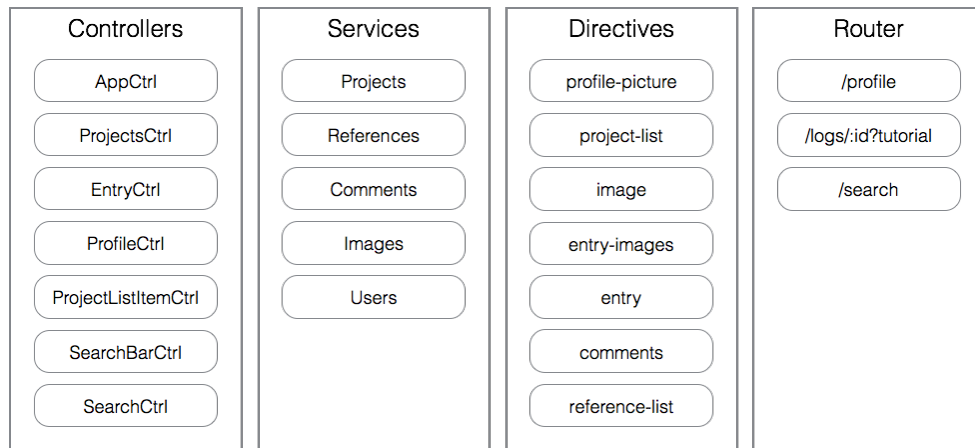 Controllers
AppCtrl
ProjectsCtrl
EntryCtrl
ProfileCtrl
ProjectListItemCtrl
SearchBarCtrl
SearchCtrl
Services
Projects
References
Comments
Images
Users
Directives
profile-picture
project-list
image
entry-images
entry
comments
reference-list
Router
/profile
/logs/:id?tutorial
/search